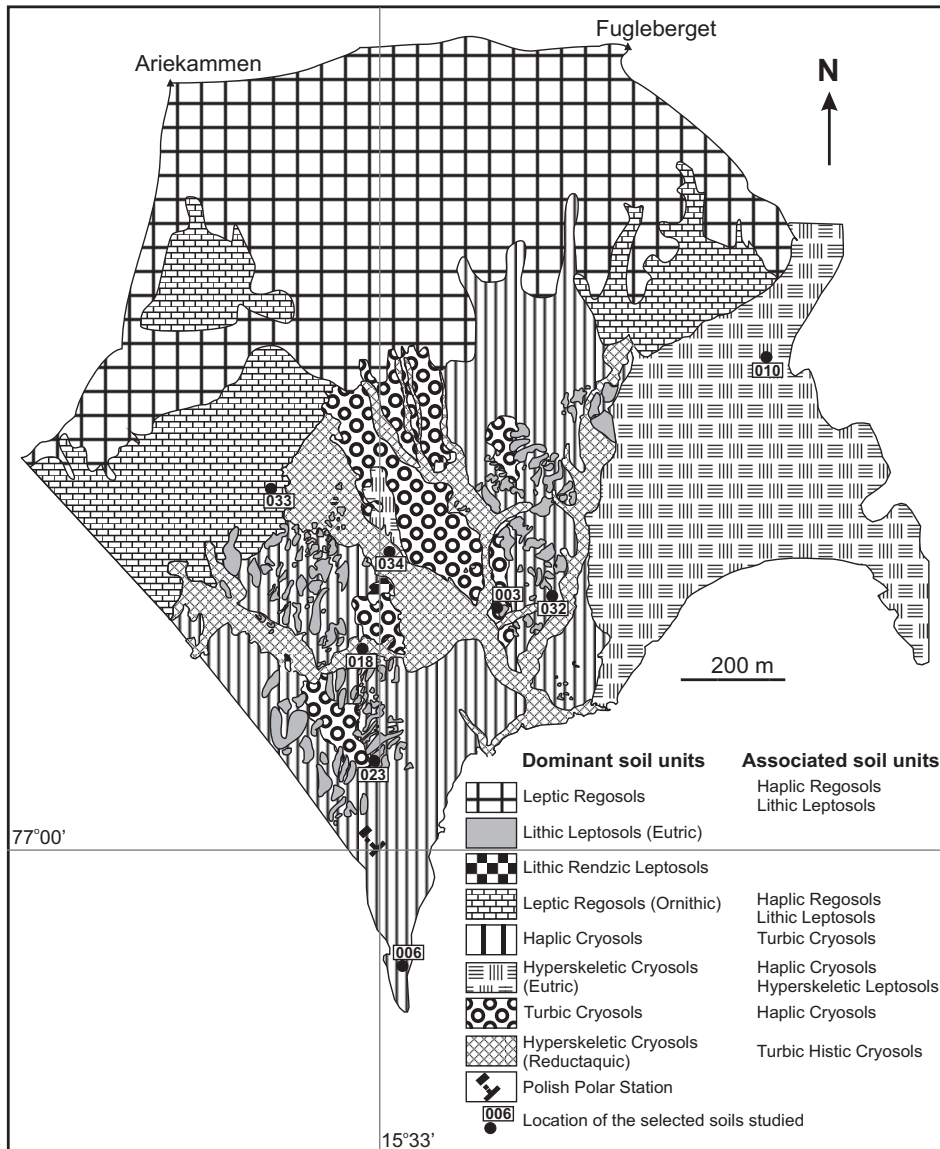 Fugleberget
Ariekammen
N
010
033
034
003
032
018
200 m
023
77°00’
006
15°33’
Dominant soil units Associated soil units
Leptic Regosols Haplic Regosols
Lithic Leptosols
Lithic Leptosols (Eutric)
Lithic Rendzic Leptosols
Leptic Regosols (Ornithic) Haplic Regosols
Lithic Leptosols
Haplic Cryosols Turbic Cryosols
Hyperskeletic Cryosols Haplic Cryosols
(Eutric) Hyperskeletic Leptosols
Turbic Cryosols Haplic Cryosols
Hyperskeletic Cryosols Turbic Histic Cryosols
(Reductaquic)
Polish Polar Station
006 Location of the selected soils studied